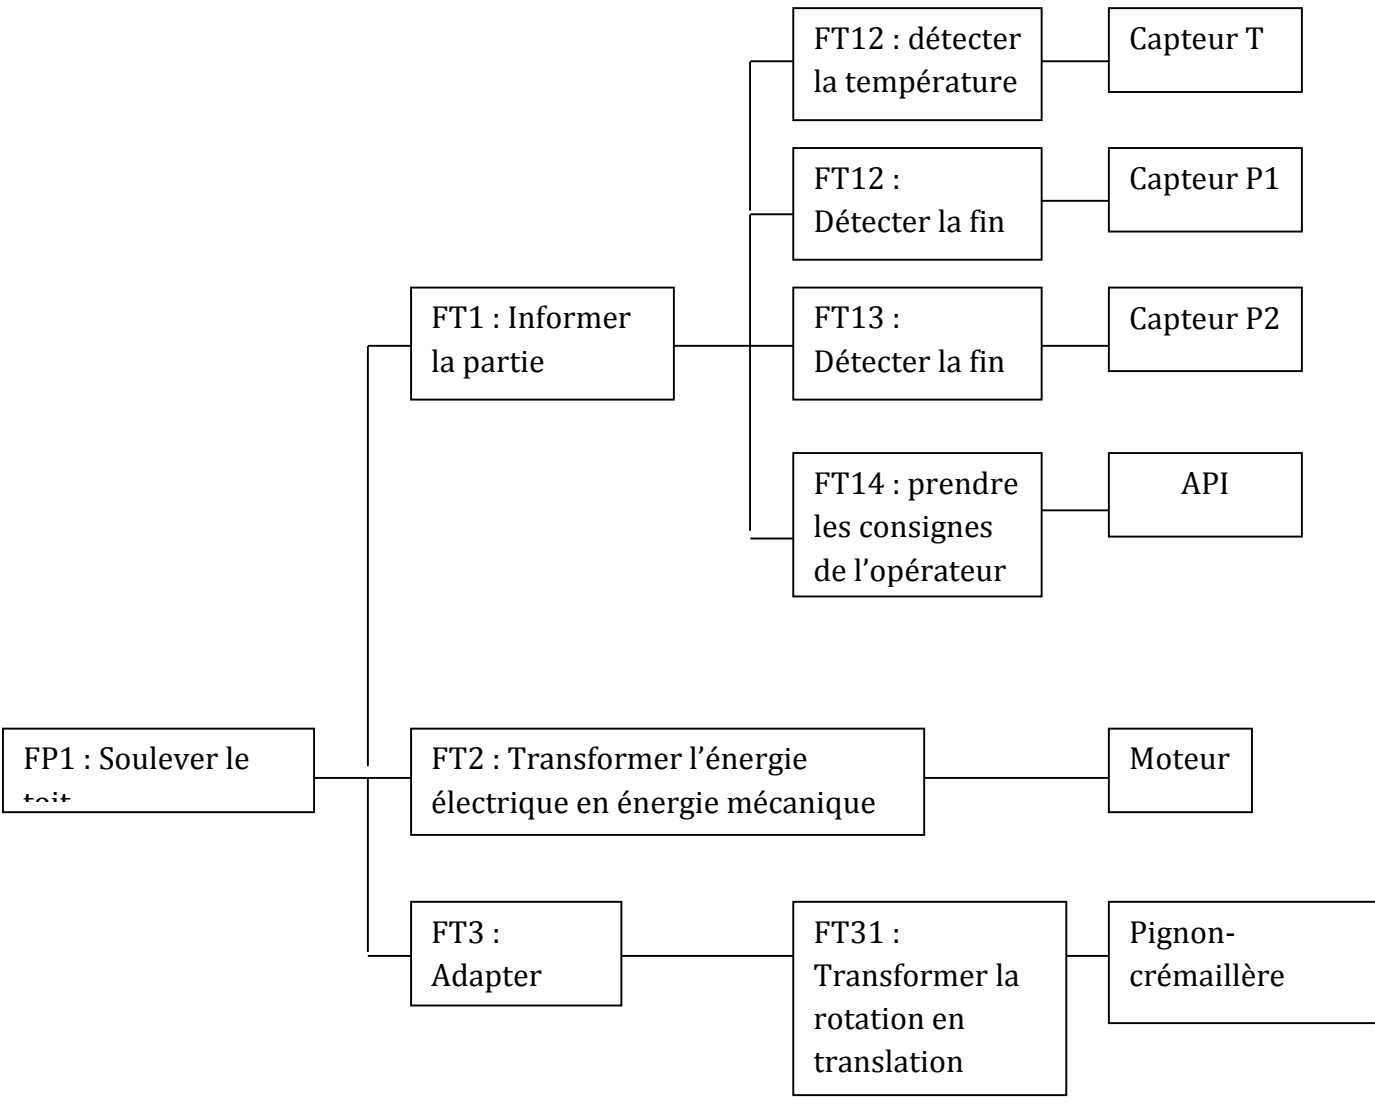 FT12 : détecter
la température
Capteur T
FT12 :
Détecter la fin
Capteur P1
FT1 : Informer
la partie
FT13 :
Détecter la fin
Capteur P2
FT14 : prendre
les consignes
de l’opérateur
API
FP1 : Soulever le
toit
FT2 : Transformer l’énergie
électrique en énergie mécanique
Moteur
FT3 :
Adapter
FT31 :
Transformer la
rotation en
translation
Pignon-
crémaillère